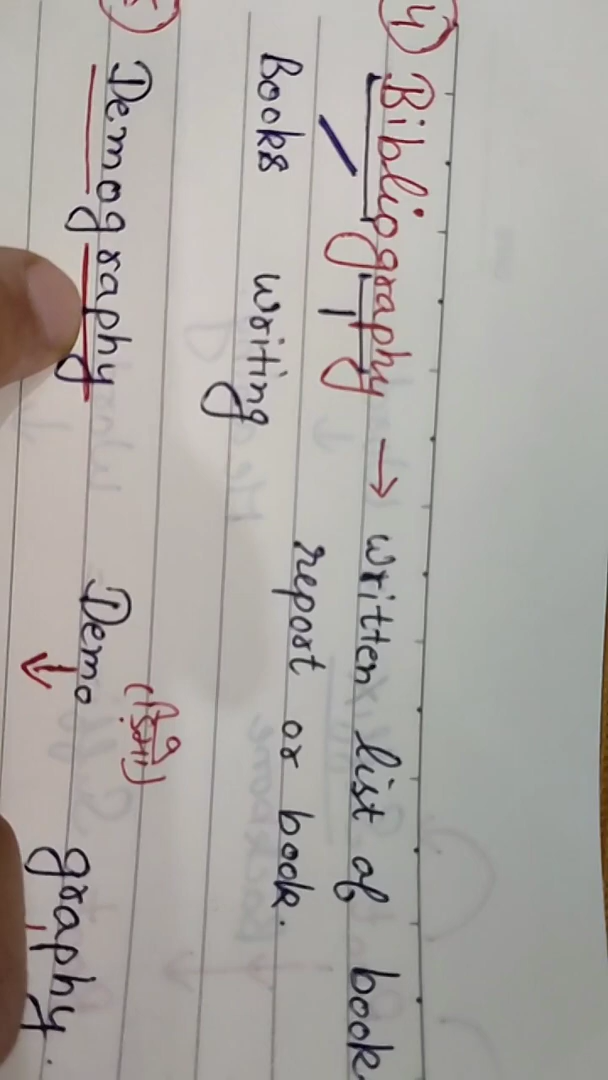 4) Bibliography → written list of book
report or book.
Books writing
5) Demography Demo graphy.